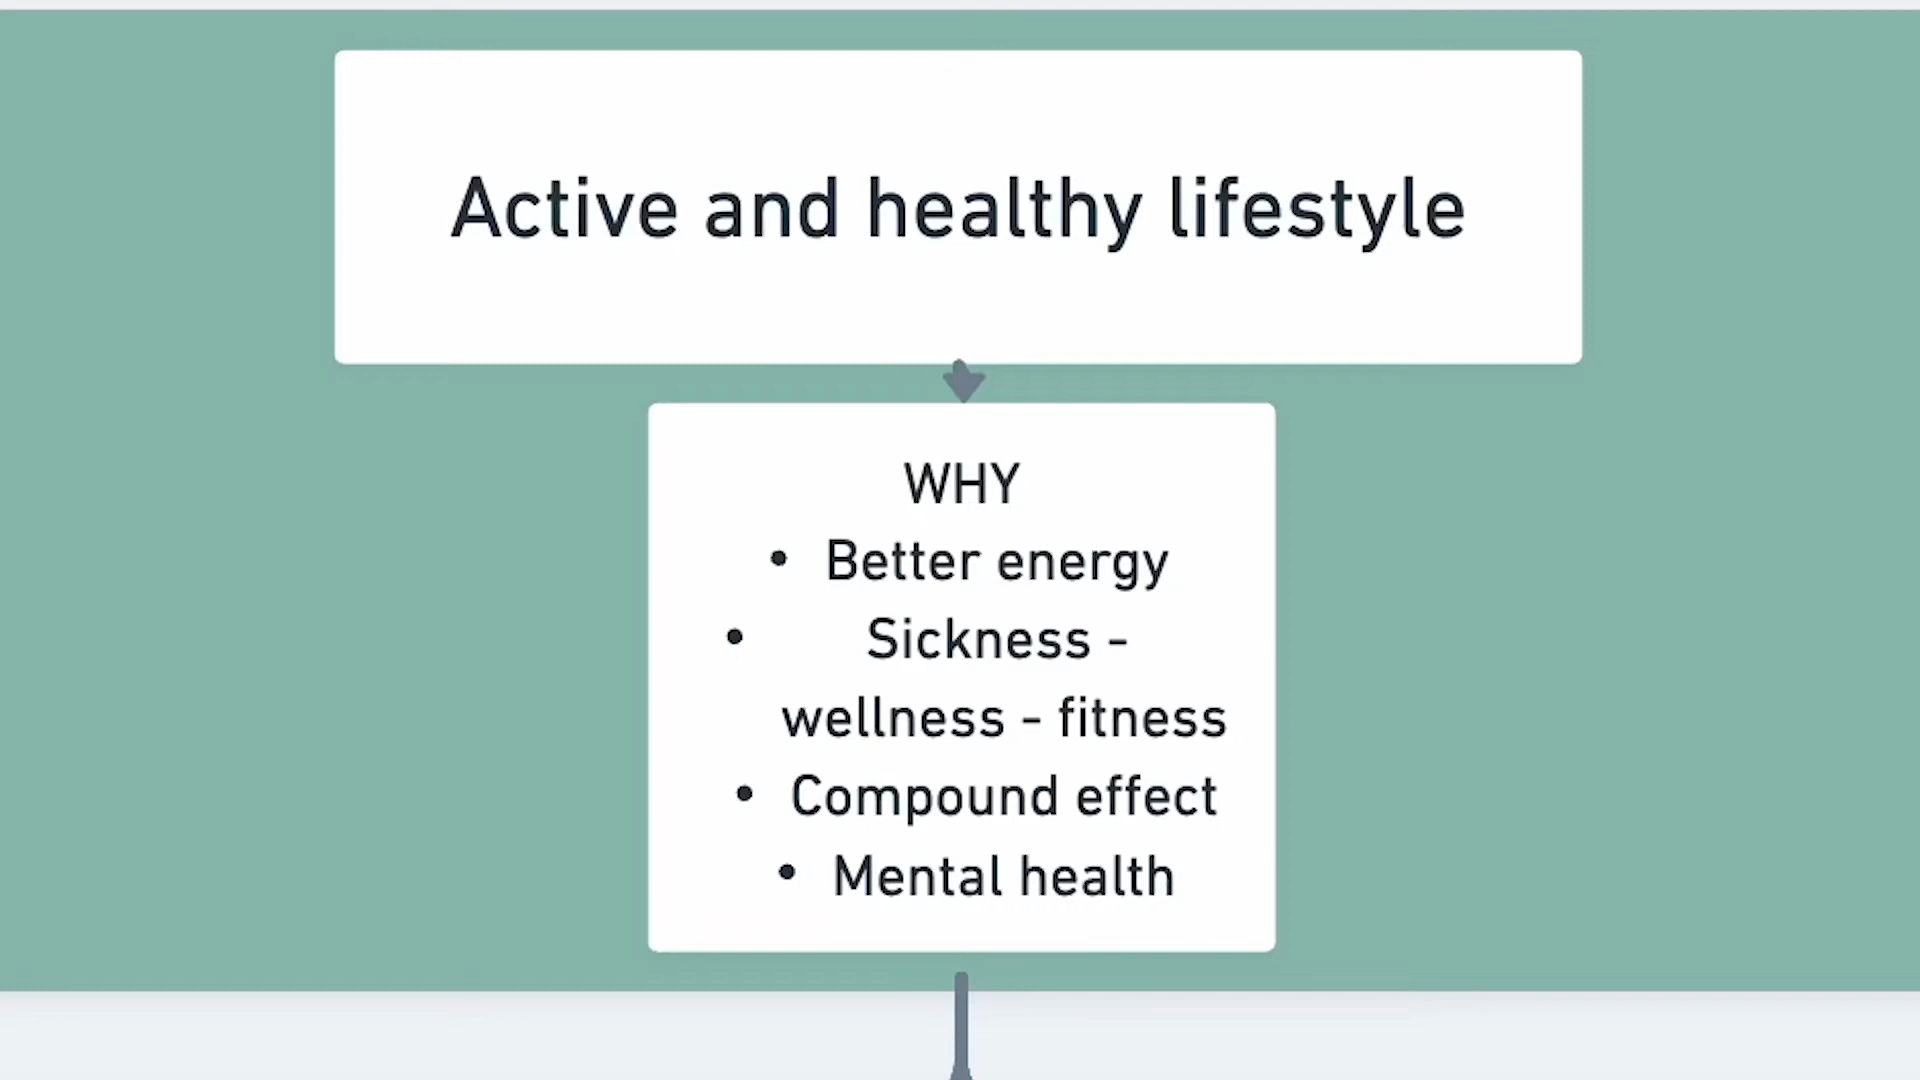 Active and healthy lifestyle
WHY
• Better energy
• Sickness -
wellness - fitness
• Compound effect
• Mental health